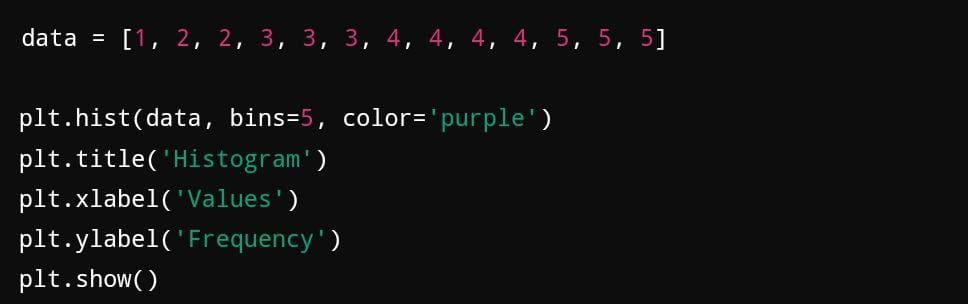 data = [1, 2, 2, 3, 3, 3, 4, 4, 4, 4, 5, 5, 5]
plt.hist(data, bins=5, color='purple')
plt.title('Histogram')
plt.xlabel('Values')
plt.ylabel('Frequency')
plt.show()